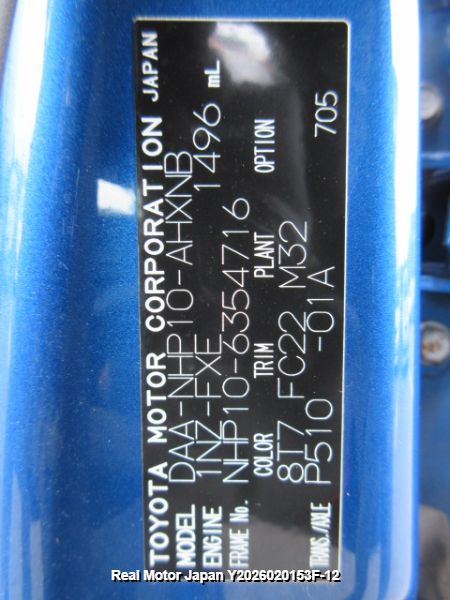 TOYOTA MOTOR CORPORATION JAPAN
MODEL DAA-NHP10-AHXNB
ENGINE 1NZ-FXE 1496 mL
FRAME No. NHP10-6354716
COLOR TRIM PLANT OPTION
8T7 FC22 M32 705
TRANS./AXLE P510 -01A
Real Motor Japan Y2026020153F-12